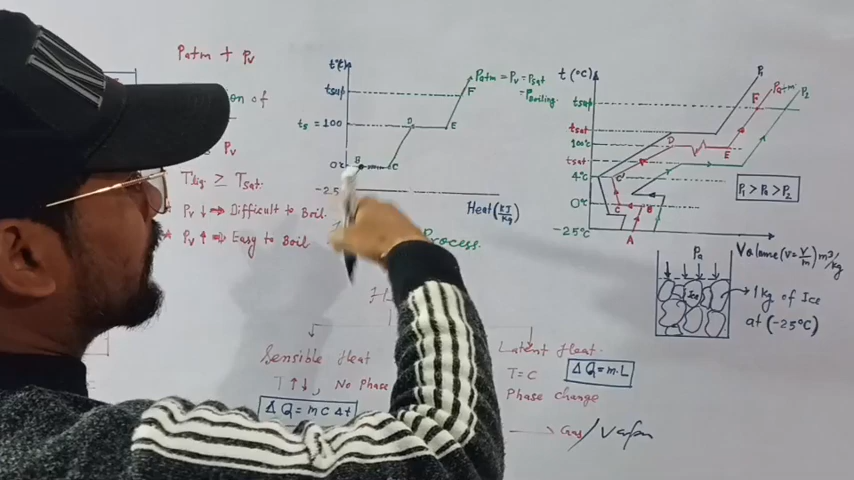 Patm + Pv
on of
Pv
Tliq ≥ Tsat.
Pv ↓ ⇒ Difficult to Boil.
* Pv ↑ ⇒ Easy to Boil
t°(c)
tsup
ts = 100
0°c
-25
B
C
D
E
F
Patm = Pv = Psat
= PBoiling.
Heat(kJ/kg)
Process.
t (°C)
tsup
tsat
100°c
tsat
4°c
0°c
-25°c
A
B
C
C'
D
E
F
P1
Patm
P2
P1 > Pa > P2
Volume (v = V/m) m³/kg
Pa
Ice
1 kg of Ice
at (-25°C)
Sensible Heat
T↑↓, No Phase
ΔQ = m c Δt
Latent Heat.
T = C
Phase change
ΔQ = m.L
Gas/Vapor